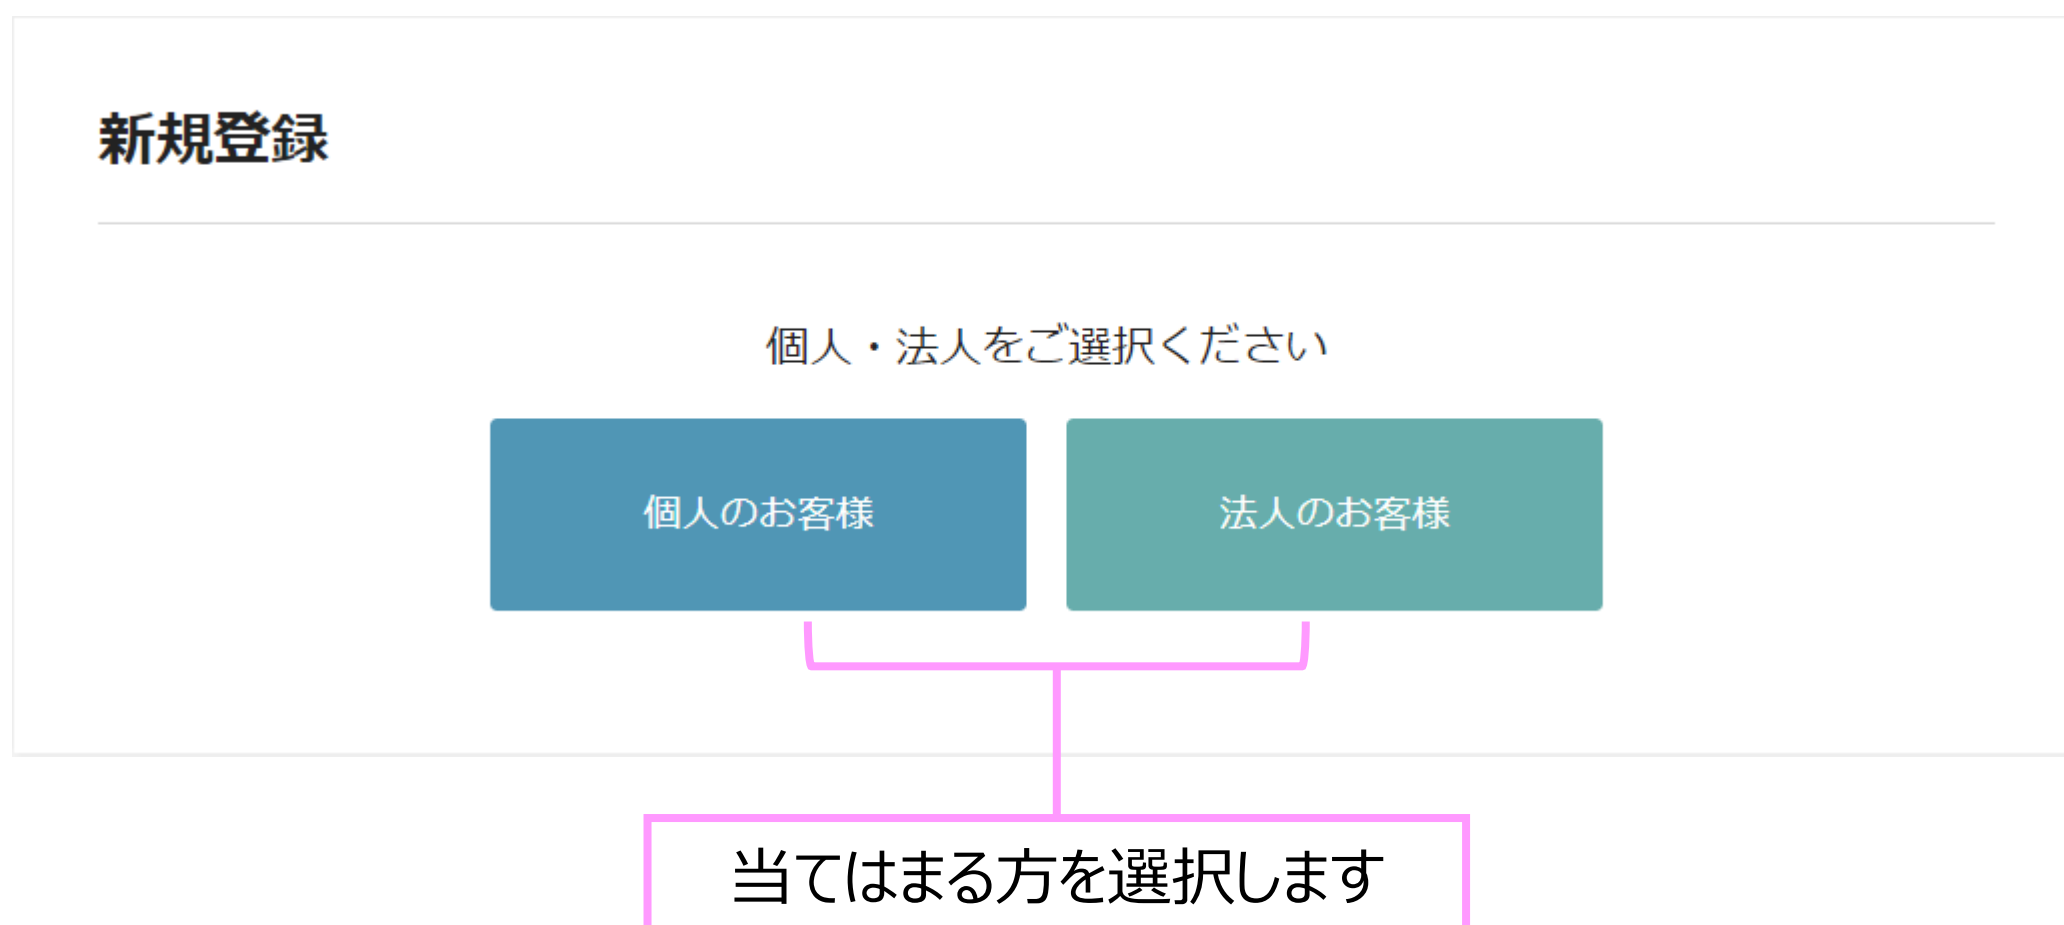 新規登録
個人・法人をご選択ください
個人のお客様
法人のお客様
当てはまる方を選択します